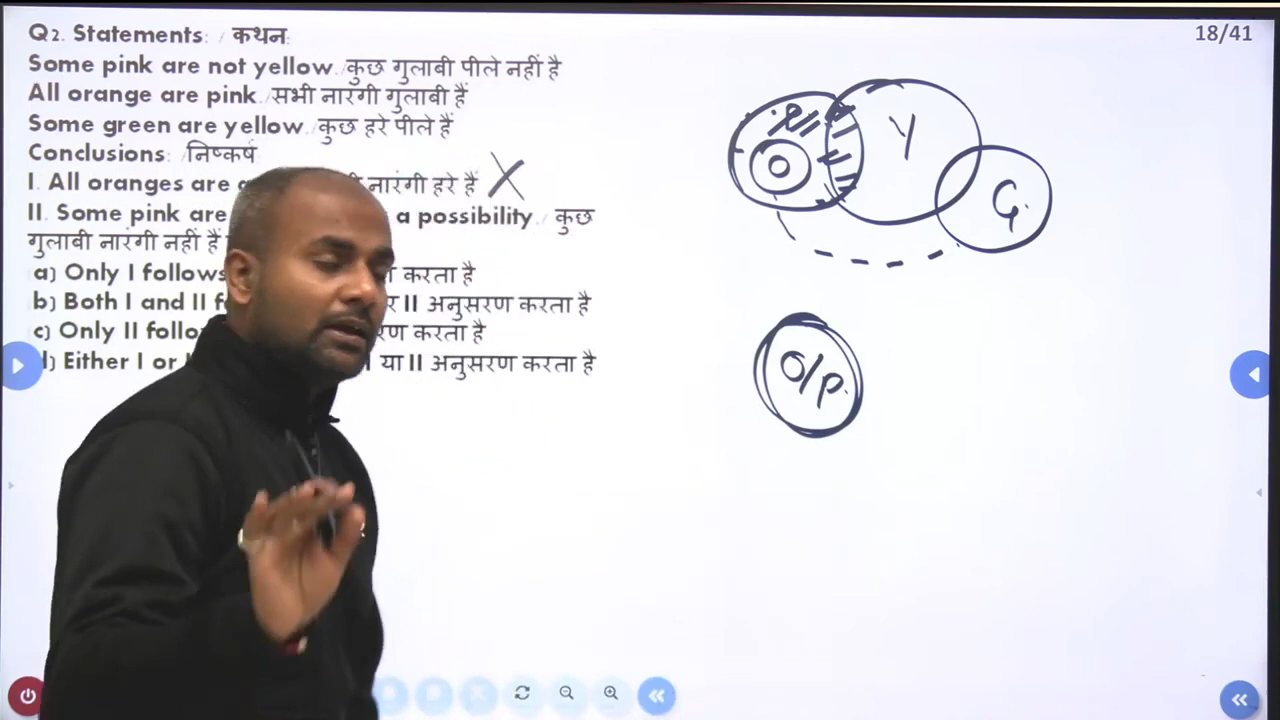 Q2. Statements: / कथन:
18/41
Some pink are not yellow./कुछ गुलाबी पीले नहीं है
All orange are pink./सभी नारंगी गुलाबी हैं
Some green are yellow./कुछ हरे पीले हैं
Conclusions: /निष्कर्ष
I. All oranges are नारंगी हरे हैं X
II. Some pink are a possibility./ कुछ
गुलाबी नारंगी नहीं हैं
a) Only I follows करता है
b) Both I and II II अनुसरण करता है
c) Only II करता है
Either I or I या II अनुसरण करता है
P
Y
O
G
O/P.